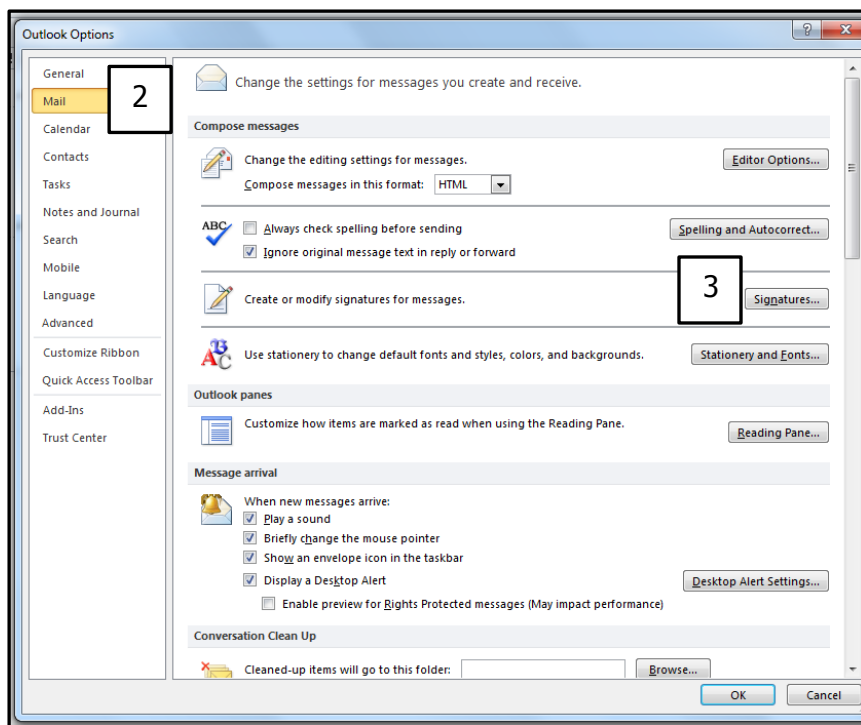 Outlook Options
General
Mail
2
Calendar
Contacts
Tasks
Notes and Journal
Search
Mobile
Language
Advanced
Customize Ribbon
Quick Access Toolbar
Add-Ins
Trust Center
Change the settings for messages you create and receive.
Compose messages
Change the editing settings for messages.
Editor Options...
Compose messages in this format: HTML
ABC
Always check spelling before sending
Spelling and Autocorrect...
Ignore original message text in reply or forward
Create or modify signatures for messages.
3
Signatures...
Use stationery to change default fonts and styles, colors, and backgrounds.
Stationery and Fonts...
Outlook panes
Customize how items are marked as read when using the Reading Pane.
Reading Pane...
Message arrival
When new messages arrive:
Play a sound
Briefly change the mouse pointer
Show an envelope icon in the taskbar
Display a Desktop Alert
Desktop Alert Settings...
Enable preview for Rights Protected messages (May impact performance)
Conversation Clean Up
Cleaned-up items will go to this folder:
Browse...
OK
Cancel